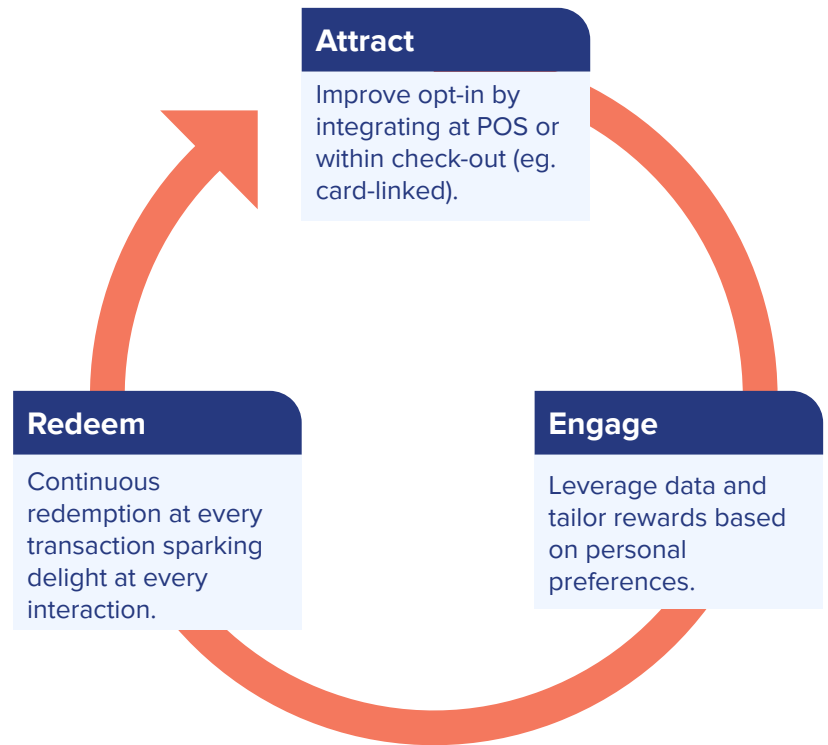 Attract
Improve opt-in by
integrating at POS or
within check-out (eg.
card-linked).
Engage
Leverage data and
tailor rewards based
on personal
preferences.
Redeem
Continuous
redemption at every
transaction sparking
delight at every
interaction.